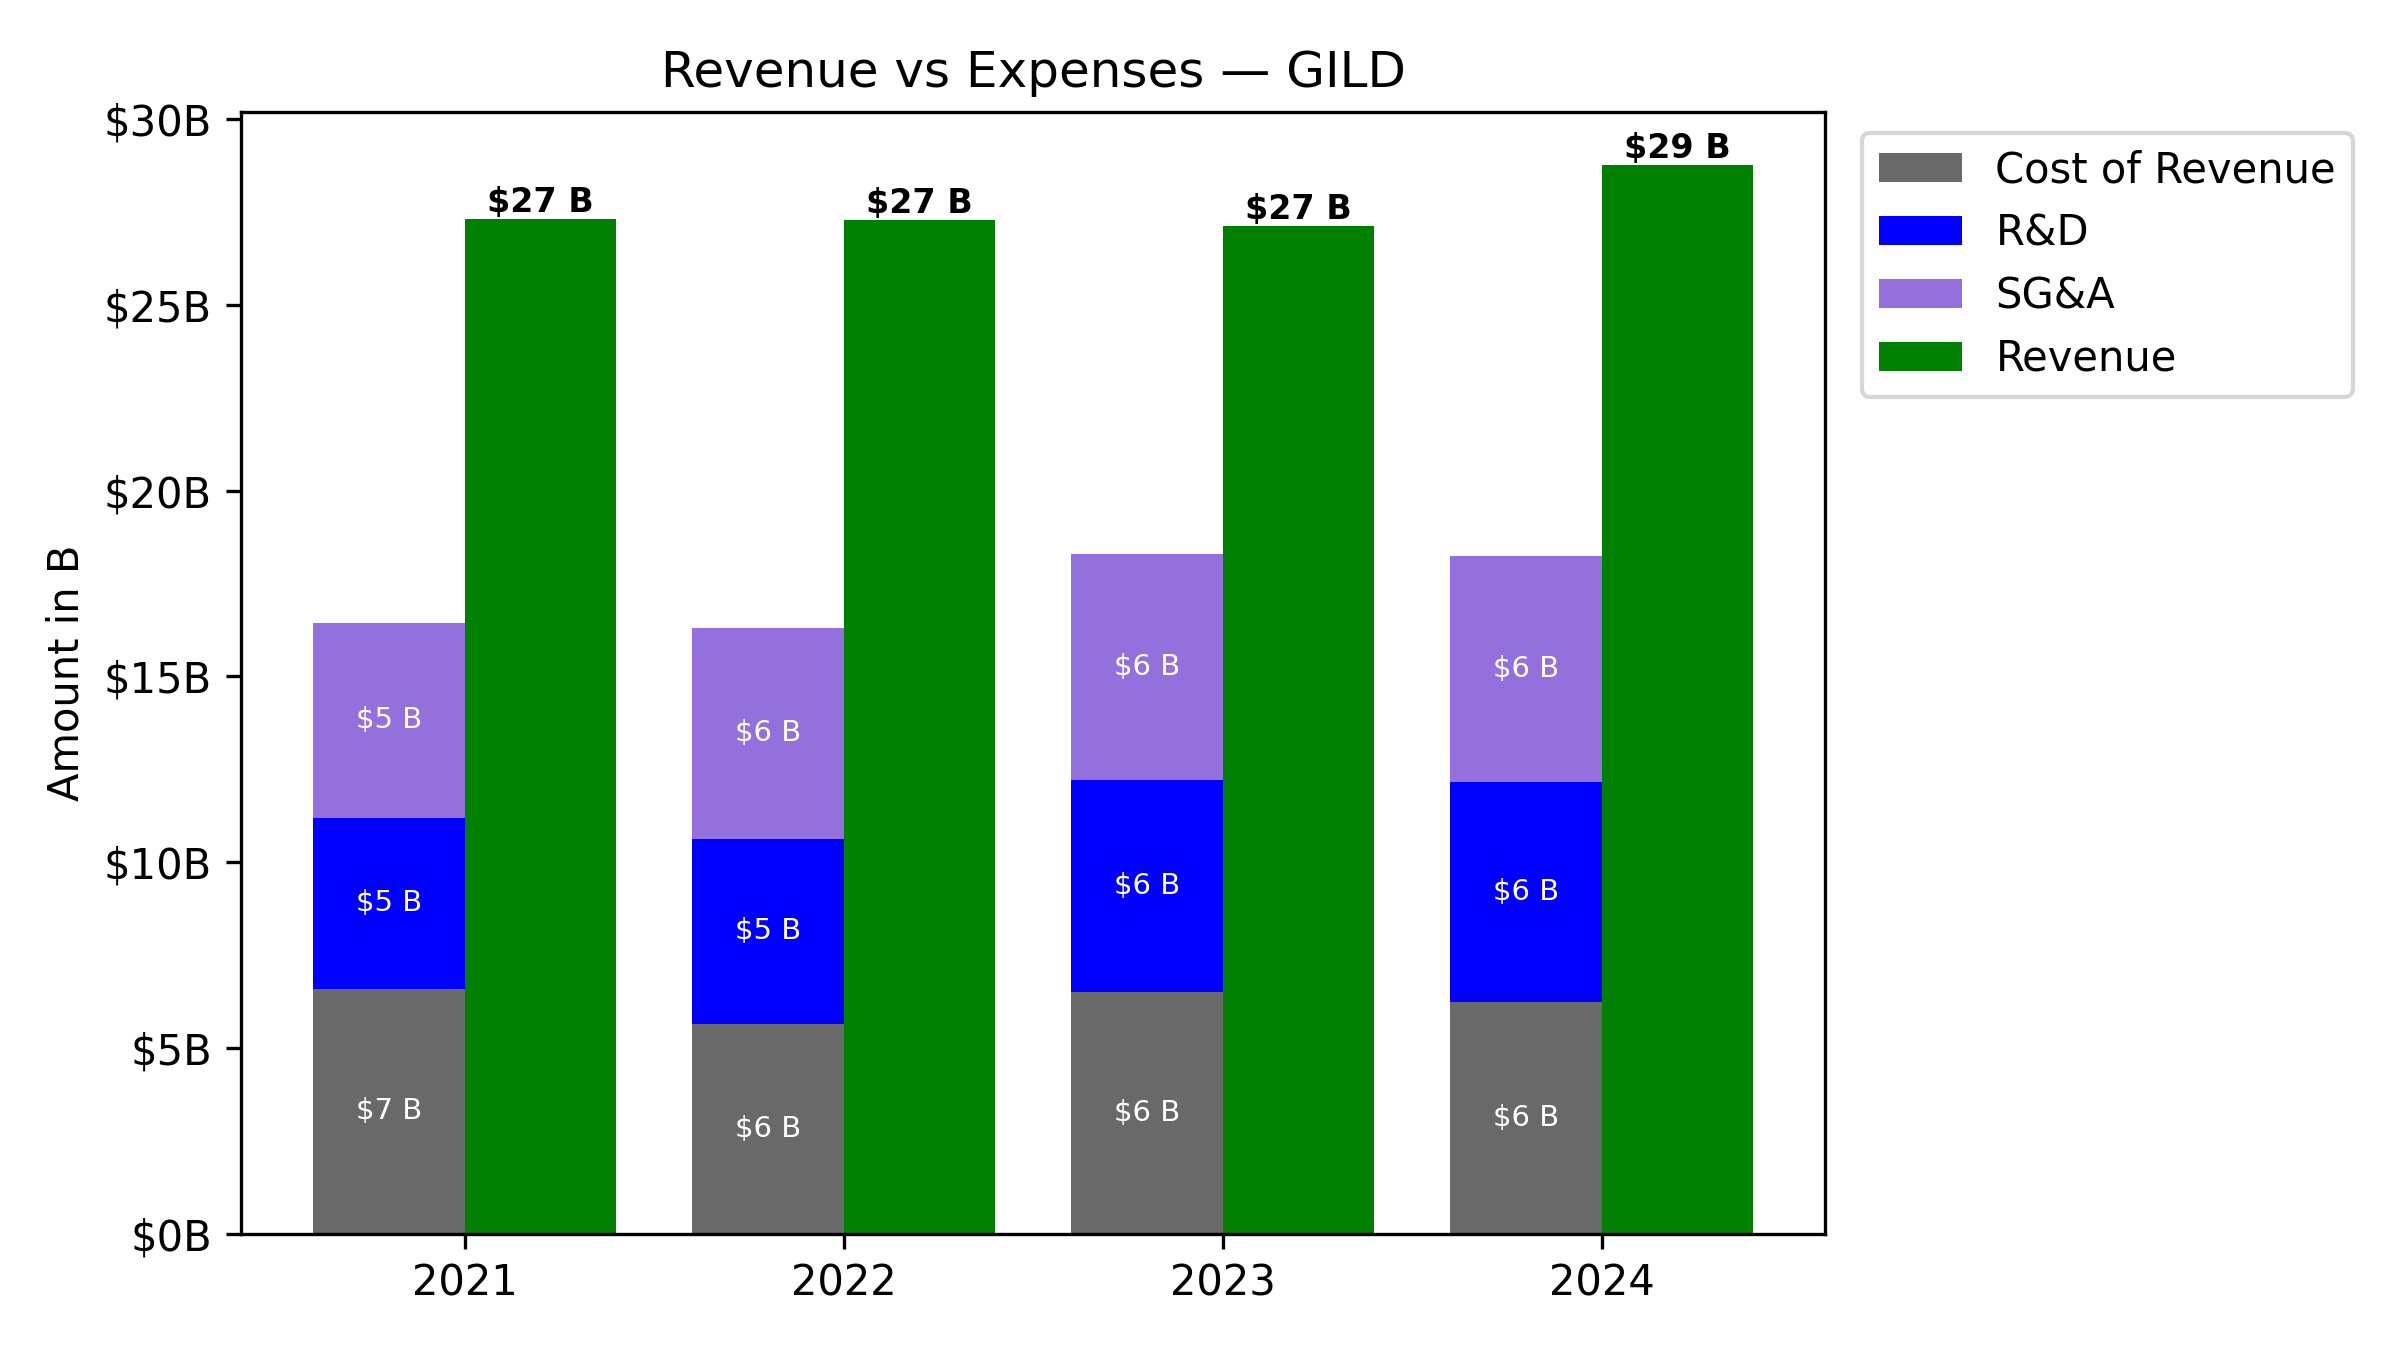 Revenue vs Expenses — GILD
Amount in B
$30B
$25B
$20B
$15B
$10B
$5B
$0B
$27 B
$27 B
$27 B
$29 B
$5 B
$6 B
$6 B
$6 B
$5 B
$5 B
$6 B
$6 B
$7 B
$6 B
$6 B
$6 B
2021
2022
2023
2024
Cost of Revenue
R&D
SG&A
Revenue